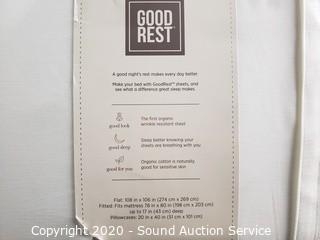 GOOD
REST™
A good night's rest makes every day better.
Make your bed with GoodRest™ sheets, and
see what a difference great sleep makes.
good look
The first organic
wrinkle resistant sheet
good sleep
Sleep better knowing your
sheets are breathing with you
good for you
Organic cotton is naturally
good for sensitive skin
Flat: 108 in x 106 in (274 cm x 269 cm)
Fitted: Fits mattress 78 in x 80 in (198 cm x 203 cm)
up to 17 in (43 cm) deep
Pillowcases: 20 in x 40 in (51 cm x 101 cm)
Copyright 2020 - Sound Auction Service